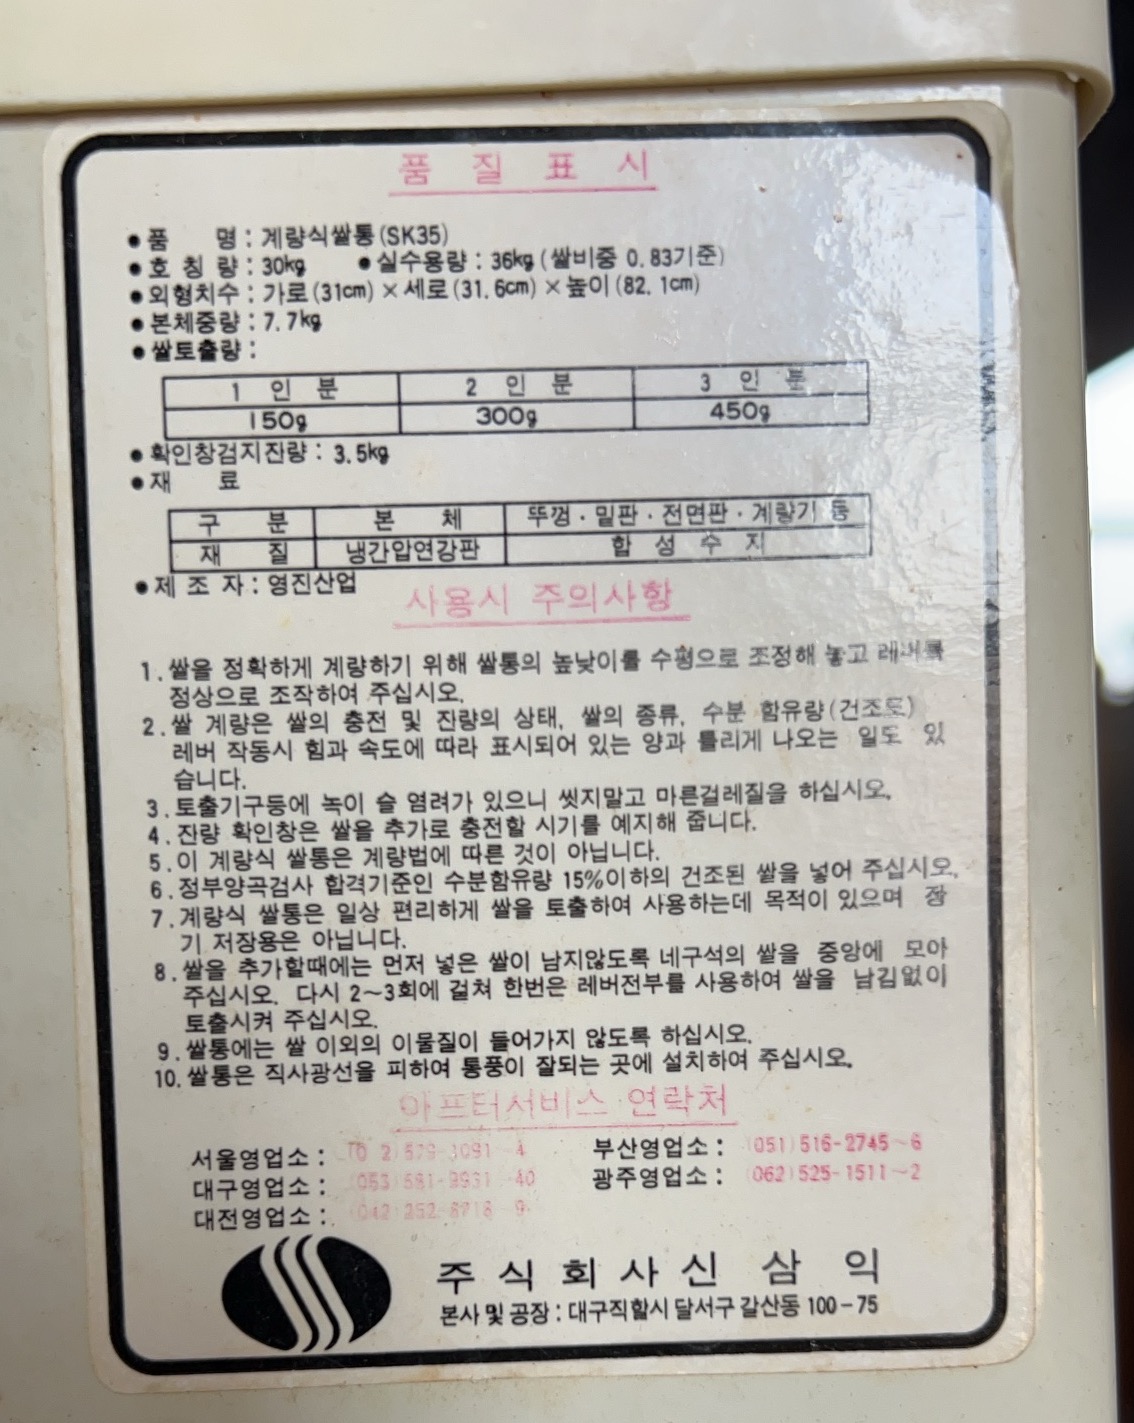 품 질 표 시
● 품 명 : 계량식쌀통(SK35)
● 호 칭 량 : 30kg ● 실수용량 : 36kg (쌀비중 0.83기준)
● 외형치수 : 가로(31cm)×세로(31.6cm)×높이(82.1cm)
● 본체중량 : 7.7kg
● 쌀토출량 :
1 인 분 2 인 분 3 인 분
150g 300g 450g
● 확인창검지잔량 : 3.5kg
● 재 료
구 분 본 체 뚜껑·밑판·전면판·계량기 등
재 질 냉간압연강판 합 성 수 지
● 제 조 자 : 영진산업
사용시 주의사항
1. 쌀을 정확하게 계량하기 위해 쌀통의 높낮이를 수평으로 조정해 놓고 레버를
정상으로 조작하여 주십시오.
2. 쌀 계량은 쌀의 충전 및 잔량의 상태, 쌀의 종류, 수분 함유량(건조도)
레버 작동시 힘과 속도에 따라 표시되어 있는 양과 틀리게 나오는 일도 있
습니다.
3. 토출기구등에 녹이 슬 염려가 있으니 씻지말고 마른걸레질을 하십시오.
4. 잔량 확인창은 쌀을 추가로 충전할 시기를 예지해 줍니다.
5. 이 계량식 쌀통은 계량법에 따른 것이 아닙니다.
6. 정부양곡검사 합격기준인 수분함유량 15%이하의 건조된 쌀을 넣어 주십시오.
7. 계량식 쌀통은 일상 편리하게 쌀을 토출하여 사용하는데 목적이 있으며 장
기 저장용은 아닙니다.
8. 쌀을 추가할때에는 먼저 넣은 쌀이 남지않도록 네구석의 쌀을 중앙에 모아
주십시오. 다시 2~3회에 걸쳐 한번은 레버전부를 사용하여 쌀을 남김없이
토출시켜 주십시오.
9. 쌀통에는 쌀 이외의 이물질이 들어가지 않도록 하십시오.
10. 쌀통은 직사광선을 피하여 통풍이 잘되는 곳에 설치하여 주십시오.
아프터서비스 연락처
서울영업소 : 부산영업소 : (051)516-2745~6
대구영업소 : 광주영업소 : (062)525-1511~2
대전영업소 :
주식회사신 삼 익
본사 및 공장 : 대구직할시 달서구 갈산동 100-75